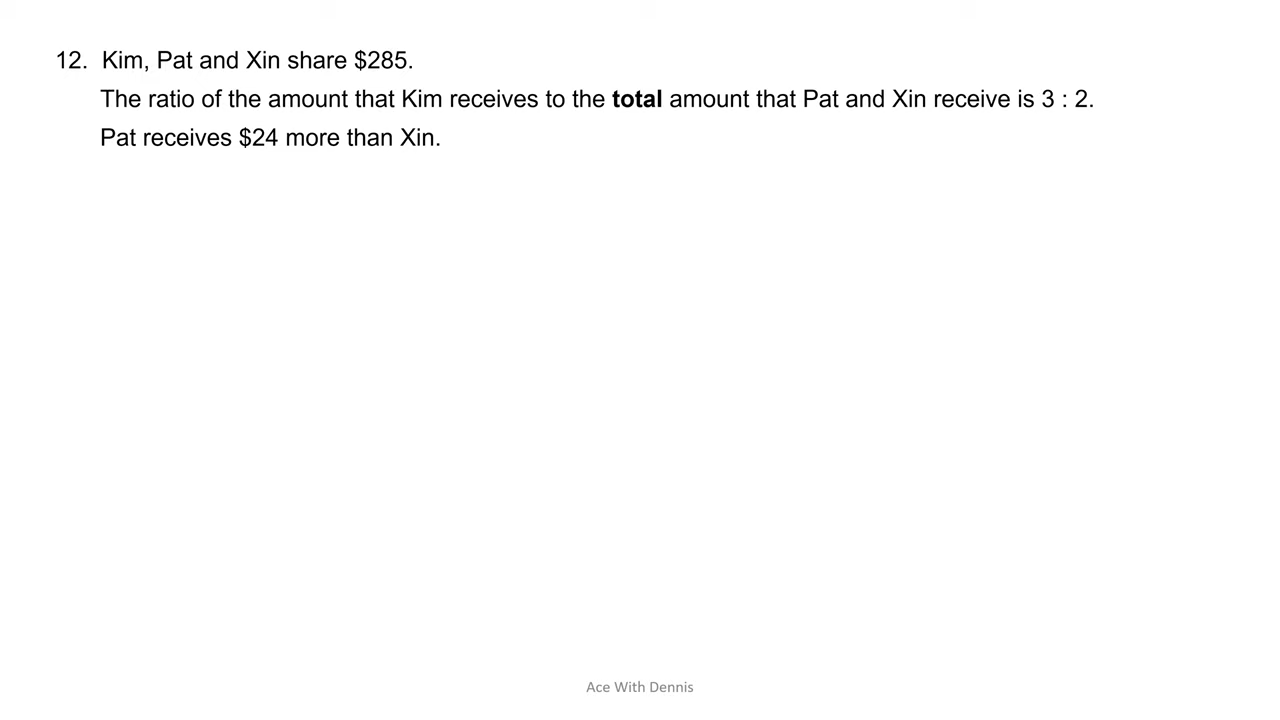 12. Kim, Pat and Xin share $285.
The ratio of the amount that Kim receives to the total amount that Pat and Xin receive is 3 : 2.
Pat receives $24 more than Xin.
Ace With Dennis